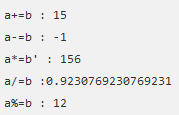 a+=b : 15
a-=b : -1
a*=b' : 156
a/=b :0.9230769230769231
a%=b : 12